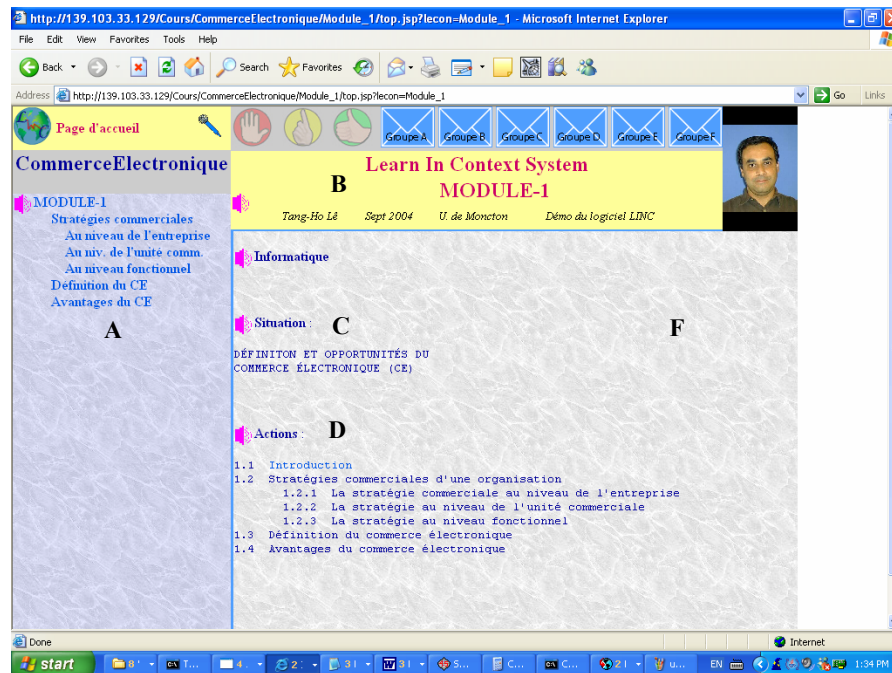 http://139.103.33.129/Cours/CommerceElectronique/Module_1/top.jsp?lecon=Module_1 - Microsoft Internet Explorer
File Edit View Favorites Tools Help
Back Search Favorites
Address http://139.103.33.129/Cours/CommerceElectronique/Module_1/top.jsp?lecon=Module_1 Go Links
Page d'accueil
Groupe A Groupe B Groupe C Groupe D Groupe E Groupe F
CommerceElectronique
Learn In Context System
B
MODULE-1
Tang-Ho Lê Sept 2004 U. de Moncton Démo du logiciel LINC
MODULE-1
Stratégies commerciales
Au niveau de l'entreprise
Au niv. de l'unité comm.
Au niveau fonctionnel
Définition du CE
Avantages du CE
A
Informatique
Situation : C
F
DÉFINITON ET OPPORTUNITÉS DU
COMMERCE ÉLECTRONIQUE (CE)
Actions : D
1.1 Introduction
1.2 Stratégies commerciales d'une organisation
1.2.1 La stratégie commerciale au niveau de l'entreprise
1.2.2 La stratégie au niveau de l'unité commerciale
1.2.3 La stratégie au niveau fonctionnel
1.3 Définition du commerce électronique
1.4 Avantages du commerce électronique
Done Internet
start 8 T... 4 2 3 3 S... C... C... 2 u... EN 1:34 PM